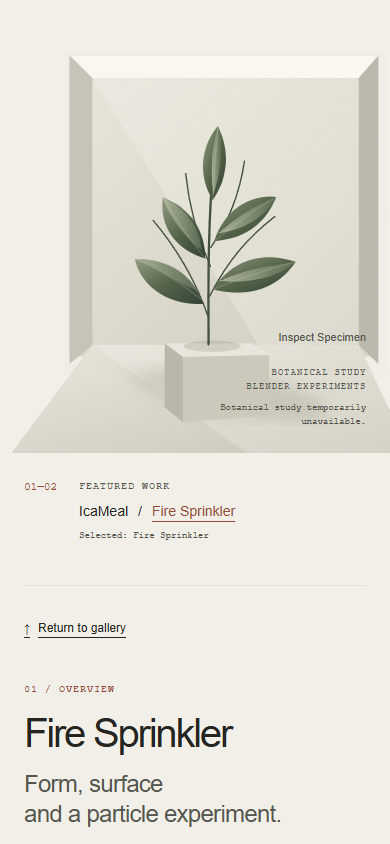 Inspect Specimen
BOTANICAL STUDY
BLENDER EXPERIMENTS
Botanical study temporarily
unavailable.
01—02 FEATURED WORK
IcaMeal / Fire Sprinkler
Selected: Fire Sprinkler
↑ Return to gallery
01 / OVERVIEW
Fire Sprinkler
Form, surface
and a particle experiment.